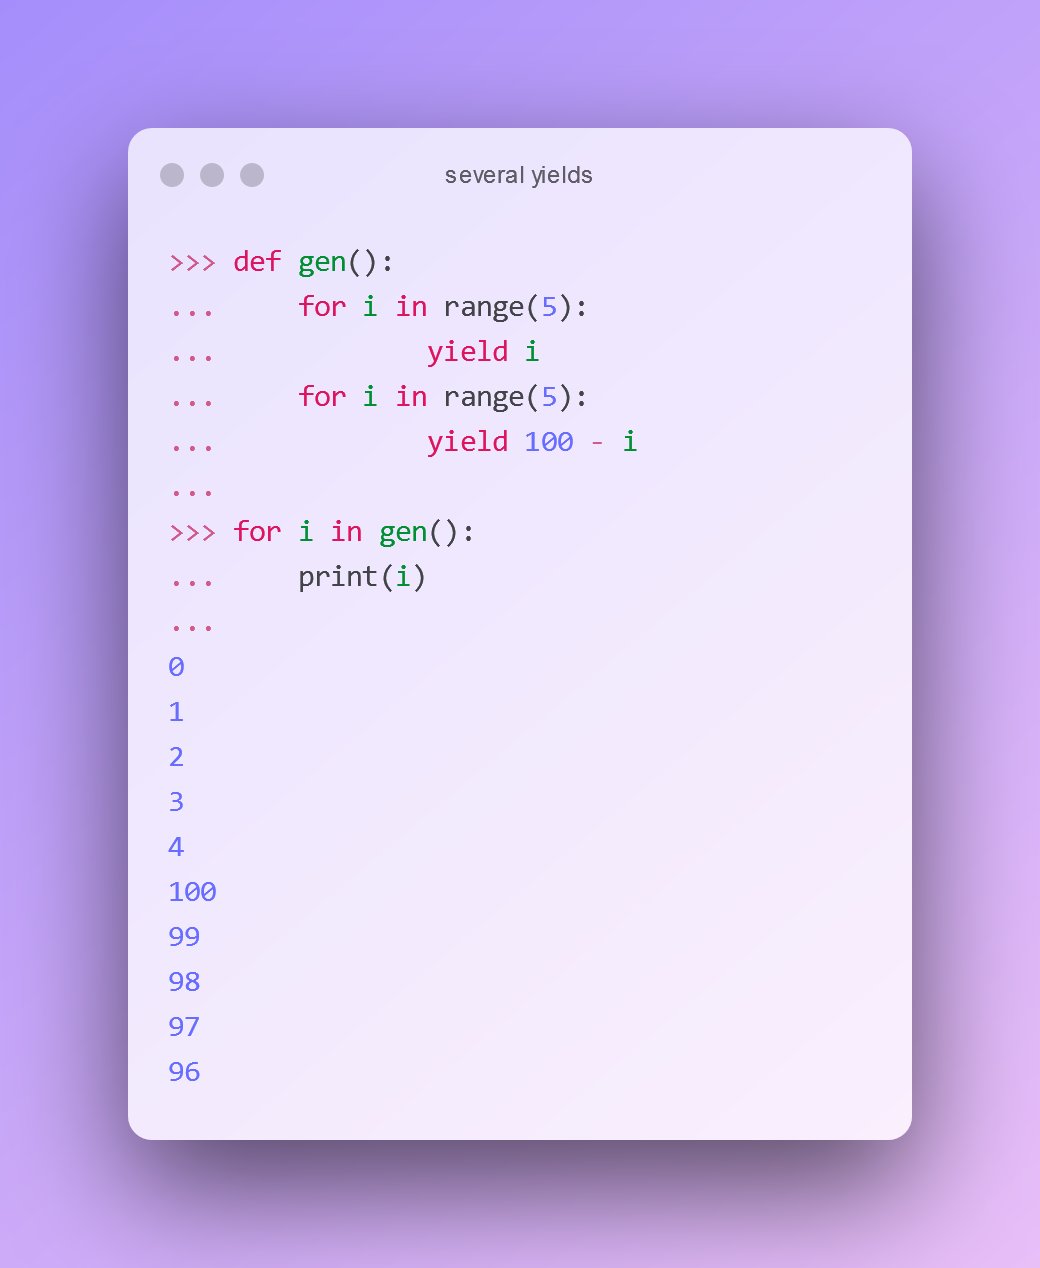 several yields
>>> def gen():
...     for i in range(5):
...             yield i
...     for i in range(5):
...             yield 100 - i
...
>>> for i in gen():
...     print(i)
...
0
1
2
3
4
100
99
98
97
96